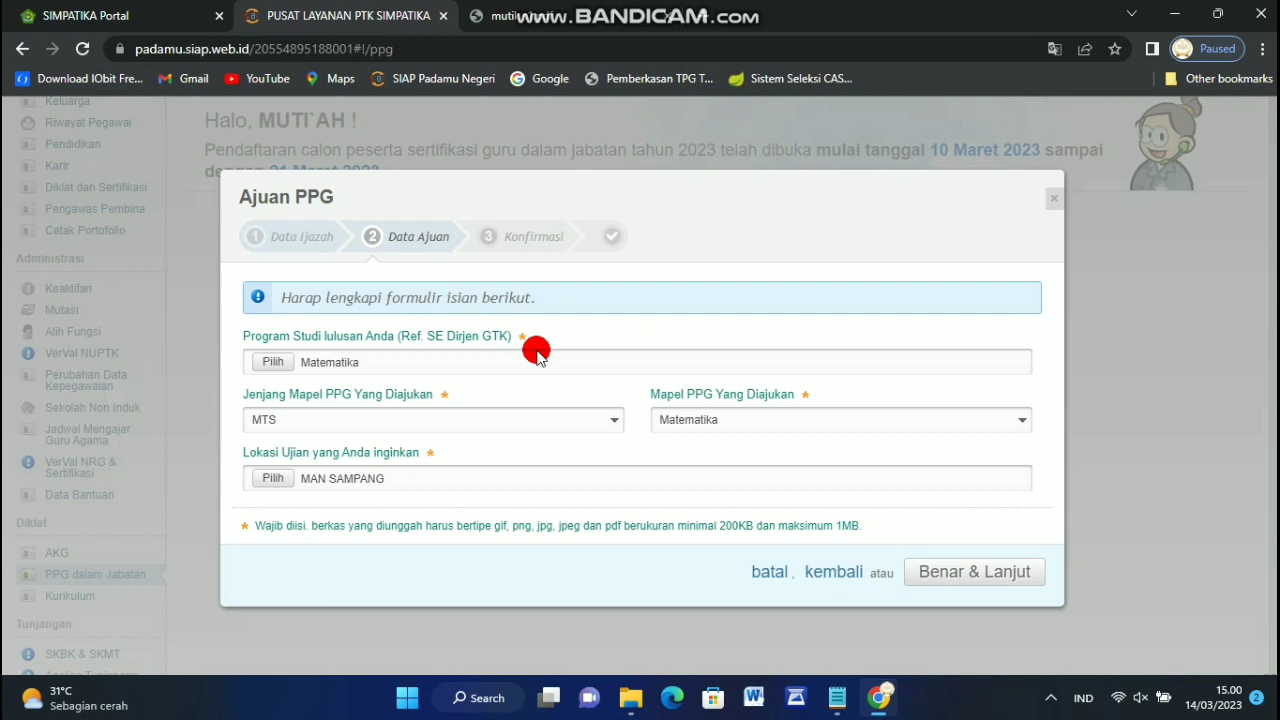 SIMPATIKA Portal
PUSAT LAYANAN PTK SIMPATIKA
www.BANDICAM.com
padamu.siap.web.id/20554895188001#!/ppg
Paused
Download IObit Fre...
Gmail
YouTube
Maps
SIAP Padamu Negeri
Google
Pemberkasan TPG T...
Sistem Seleksi CAS...
Other bookmarks
Keluarga
Riwayat Pegawai
Pendidikan
Karir
Diklat dan Sertifikasi
Pengawas Pembina
Cetak Portofolio
Administrasi
Keaktifan
Mutasi
Alih Fungsi
VerVal NUPTK
Perubahan Data
Kepegawaian
Sekolah Non Induk
Jadwal Mengajar
Guru Agama
VerVal NRG &
Sertifikasi
Data Bantuan
Diklat
AKG
PPG dalam Jabatan
Kurikulum
Tunjangan
SKBK & SKMT
Halo, MUTI`AH !
Pendaftaran calon peserta sertifikasi guru dalam jabatan tahun 2023 telah dibuka mulai tanggal 10 Maret 2023 sampai
dengan 31 Maret 2023
Ajuan PPG
1 Data Ijazah
2 Data Ajuan
3 Konfirmasi
Harap lengkapi formulir isian berikut.
Program Studi lulusan Anda (Ref. SE Dirjen GTK) *
Pilih Matematika
Jenjang Mapel PPG Yang Diajukan *
Mapel PPG Yang Diajukan *
MTS
Matematika
Lokasi Ujian yang Anda inginkan *
Pilih MAN SAMPANG
* Wajib diisi. berkas yang diunggah harus bertipe gif, png, jpg, jpeg dan pdf berukuran minimal 200KB dan maksimum 1MB.
batal , kembali atau Benar & Lanjut
31°C
Sebagian cerah
Search
IND
15.00
14/03/2023
2